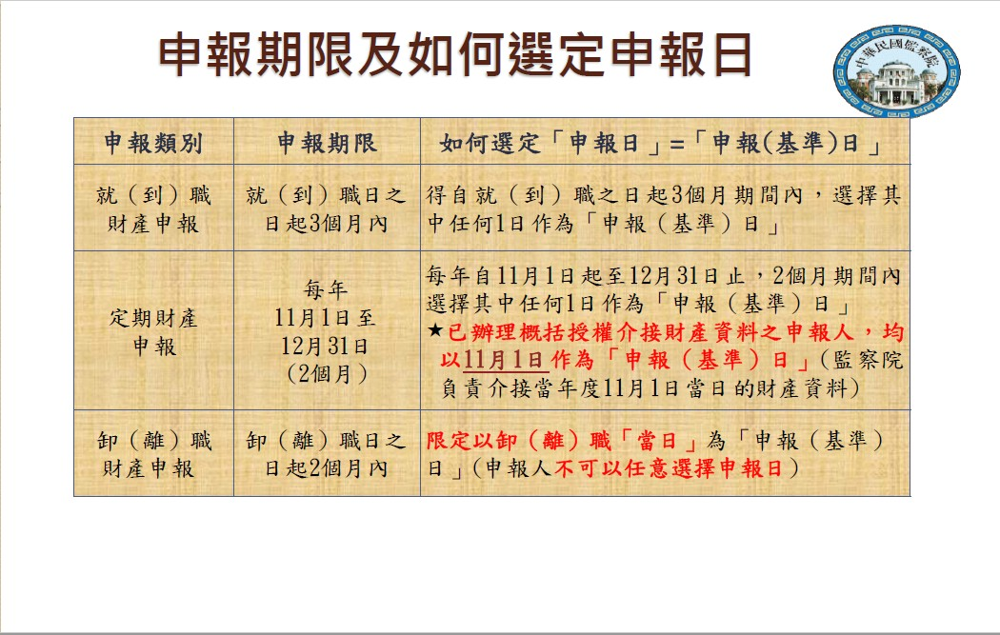 申報期限及如何選定申報日
中華民國監察院
申報類別
申報期限
如何選定「申報日」=「申報(基準)日」
就（到）職
財產申報
就（到）職日之
日起3個月內
得自就（到）職之日起3個月期間內，選擇其
中任何1日作為「申報（基準）日」
定期財產
申報
每年
11月1日至
12月31日
（2個月）
每年自11月1日起至12月31日止，2個月期間內
選擇其中任何1日作為「申報（基準）日」
★已辦理概括授權介接財產資料之申報人，均
以11月1日作為「申報（基準）日」(監察院
負責介接當年度11月1日當日的財產資料)
卸（離）職
財產申報
卸（離）職日之
日起2個月內
限定以卸（離）職「當日」為「申報（基準）
日」(申報人不可以任意選擇申報日)